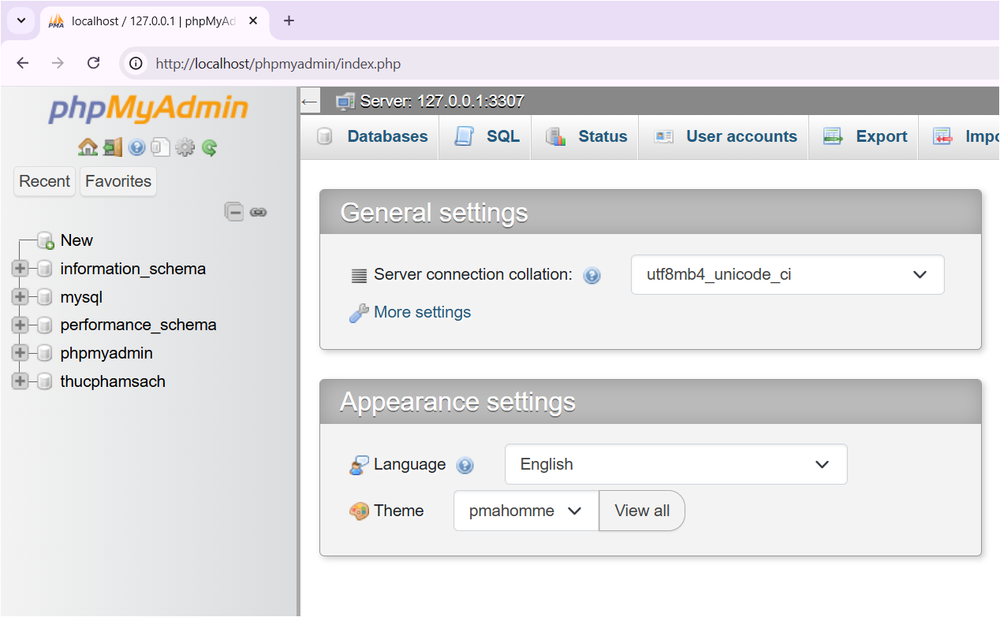 localhost / 127.0.0.1 | phpMyAd
http://localhost/phpmyadmin/index.php
phpMyAdmin
Recent Favorites
New
information_schema
mysql
performance_schema
phpmyadmin
thucphamsach
Server: 127.0.0.1:3307
Databases SQL Status User accounts Export Impo
General settings
Server connection collation: utf8mb4_unicode_ci
More settings
Appearance settings
Language English
Theme pmahomme View all